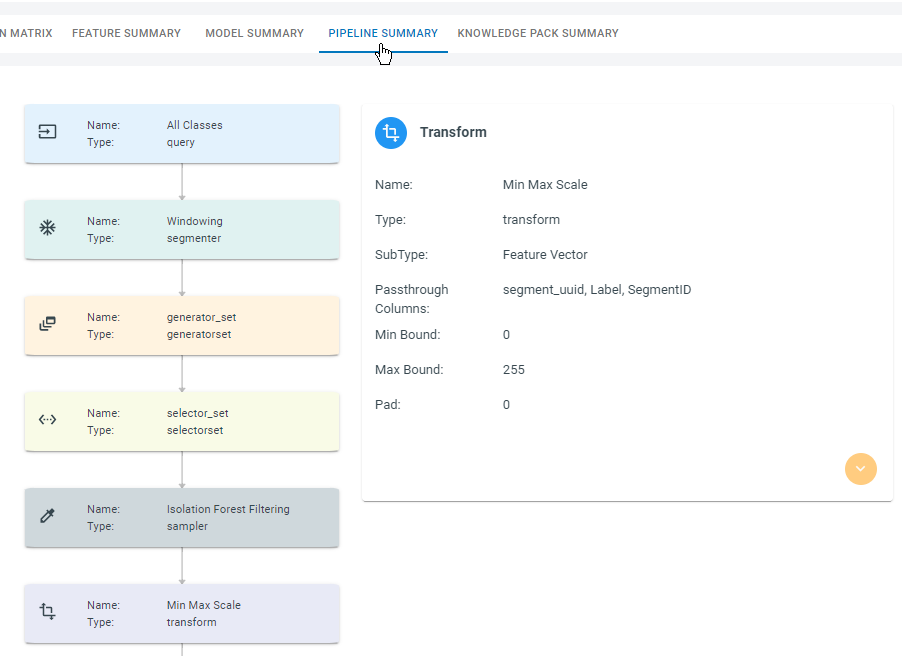 N MATRIX FEATURE SUMMARY MODEL SUMMARY PIPELINE SUMMARY KNOWLEDGE PACK SUMMARY
Name: All Classes
Type: query
Name: Windowing
Type: segmenter
Name: generator_set
Type: generatorset
Name: selector_set
Type: selectorset
Name: Isolation Forest Filtering
Type: sampler
Name: Min Max Scale
Type: transform
Transform
Name: Min Max Scale
Type: transform
SubType: Feature Vector
Passthrough segment_uuid, Label, SegmentID
Columns:
Min Bound: 0
Max Bound: 255
Pad: 0